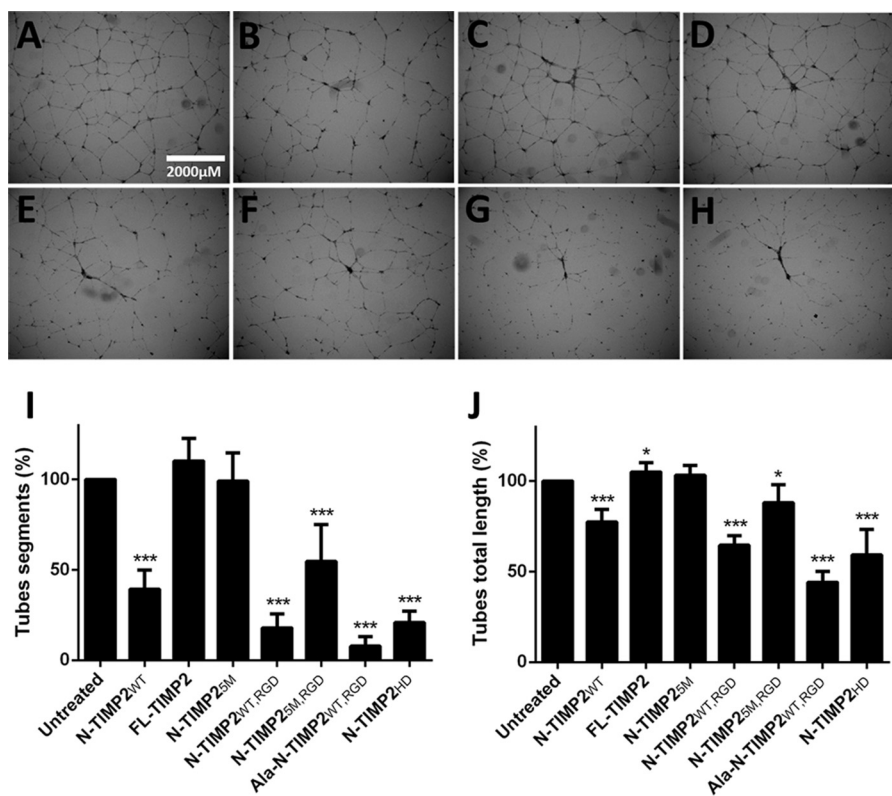 A
B
C
D
2000µM
E
F
G
H
I
Tubes segments (%)
100
50
0
***
***
***
***
***
Untreated
N-TIMP2WT
FL-TIMP2
N-TIMP25M
N-TIMP2WT,RGD
N-TIMP25M,RGD
Ala-N-TIMP2WT,RGD
N-TIMP2HD
J
Tubes total length (%)
100
50
0
***
*
***
*
***
***
Untreated
N-TIMP2WT
FL-TIMP2
N-TIMP25M
N-TIMP2WT,RGD
N-TIMP25M,RGD
Ala-N-TIMP2WT,RGD
N-TIMP2HD